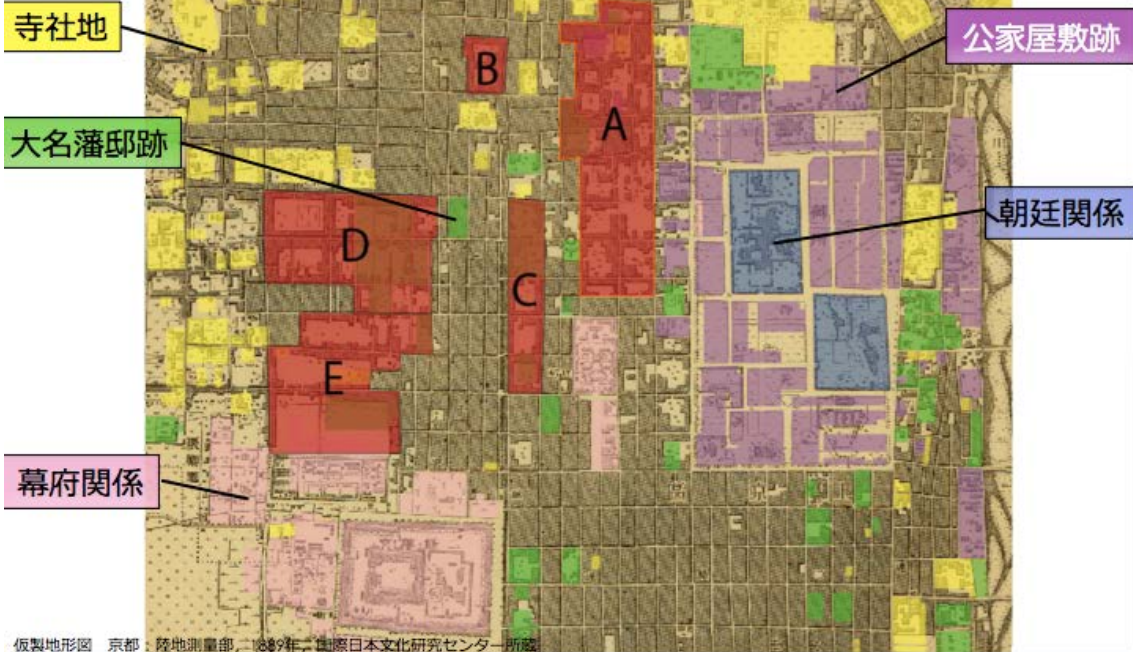 寺社地
公家屋敷跡
B
A
大名藩邸跡
朝廷関係
D
C
E
幕府関係
仮製地形図 京都:陸地測量部、1889年、国際日本文化研究センター所蔵